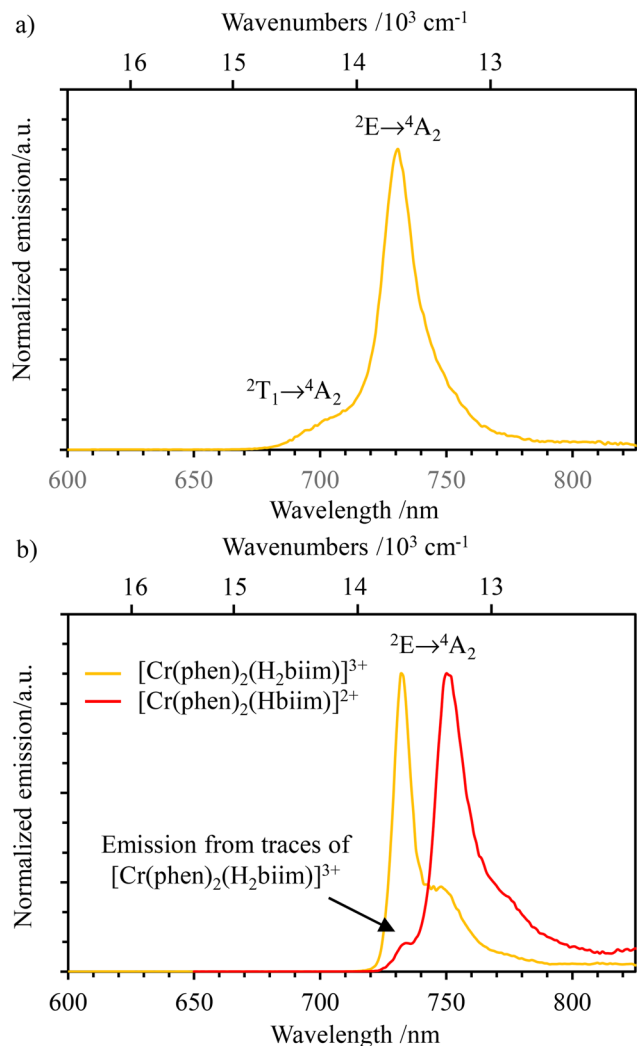 a)
Wavenumbers /10³ cm⁻¹
16 15 14 13
Normalized emission/a.u.
²E→⁴A₂
²T₁→⁴A₂
600 650 700 750 800
Wavelength /nm
b)
Wavenumbers /10³ cm⁻¹
16 15 14 13
Normalized emission/a.u.
²E→⁴A₂
[Cr(phen)₂(H₂biim)]³⁺
[Cr(phen)₂(Hbiim)]²⁺
Emission from traces of
[Cr(phen)₂(H₂biim)]³⁺
600 650 700 750 800
Wavelength /nm